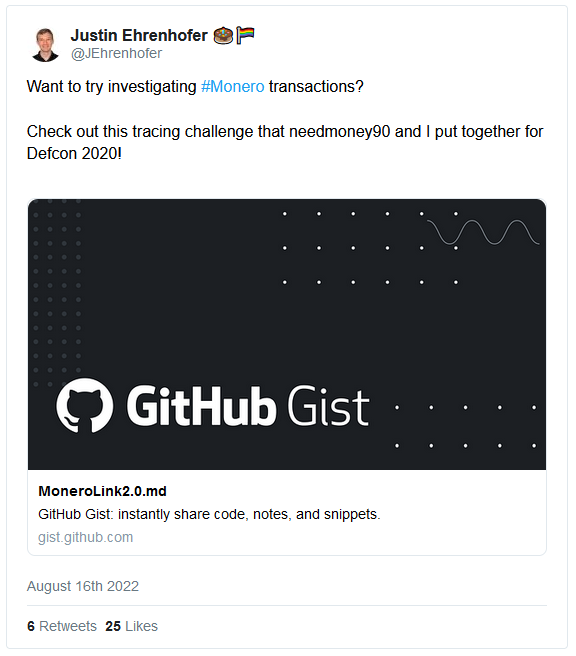 Justin Ehrenhofer 🥘🏳️‍🌈
@JEhrenhofer
Want to try investigating #Monero transactions?
Check out this tracing challenge that needmoney90 and I put together for
Defcon 2020!
GitHub Gist
MoneroLink2.0.md
GitHub Gist: instantly share code, notes, and snippets.
gist.github.com
August 16th 2022
6 Retweets 25 Likes